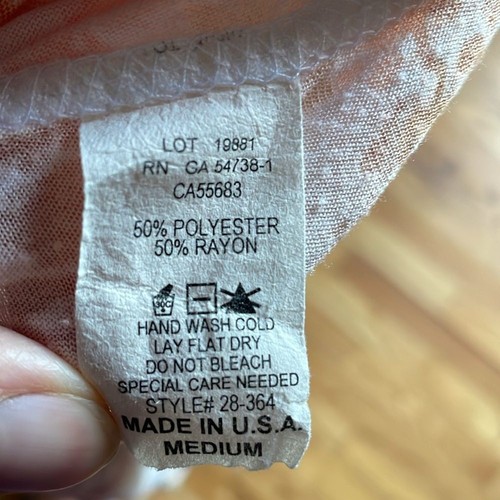 LOT 19881
RN CA 54738-1
CA55683
50% POLYESTER
50% RAYON
30C
HAND WASH COLD
LAY FLAT DRY
DO NOT BLEACH
SPECIAL CARE NEEDED
STYLE# 28-364
MADE IN U.S.A.
MEDIUM